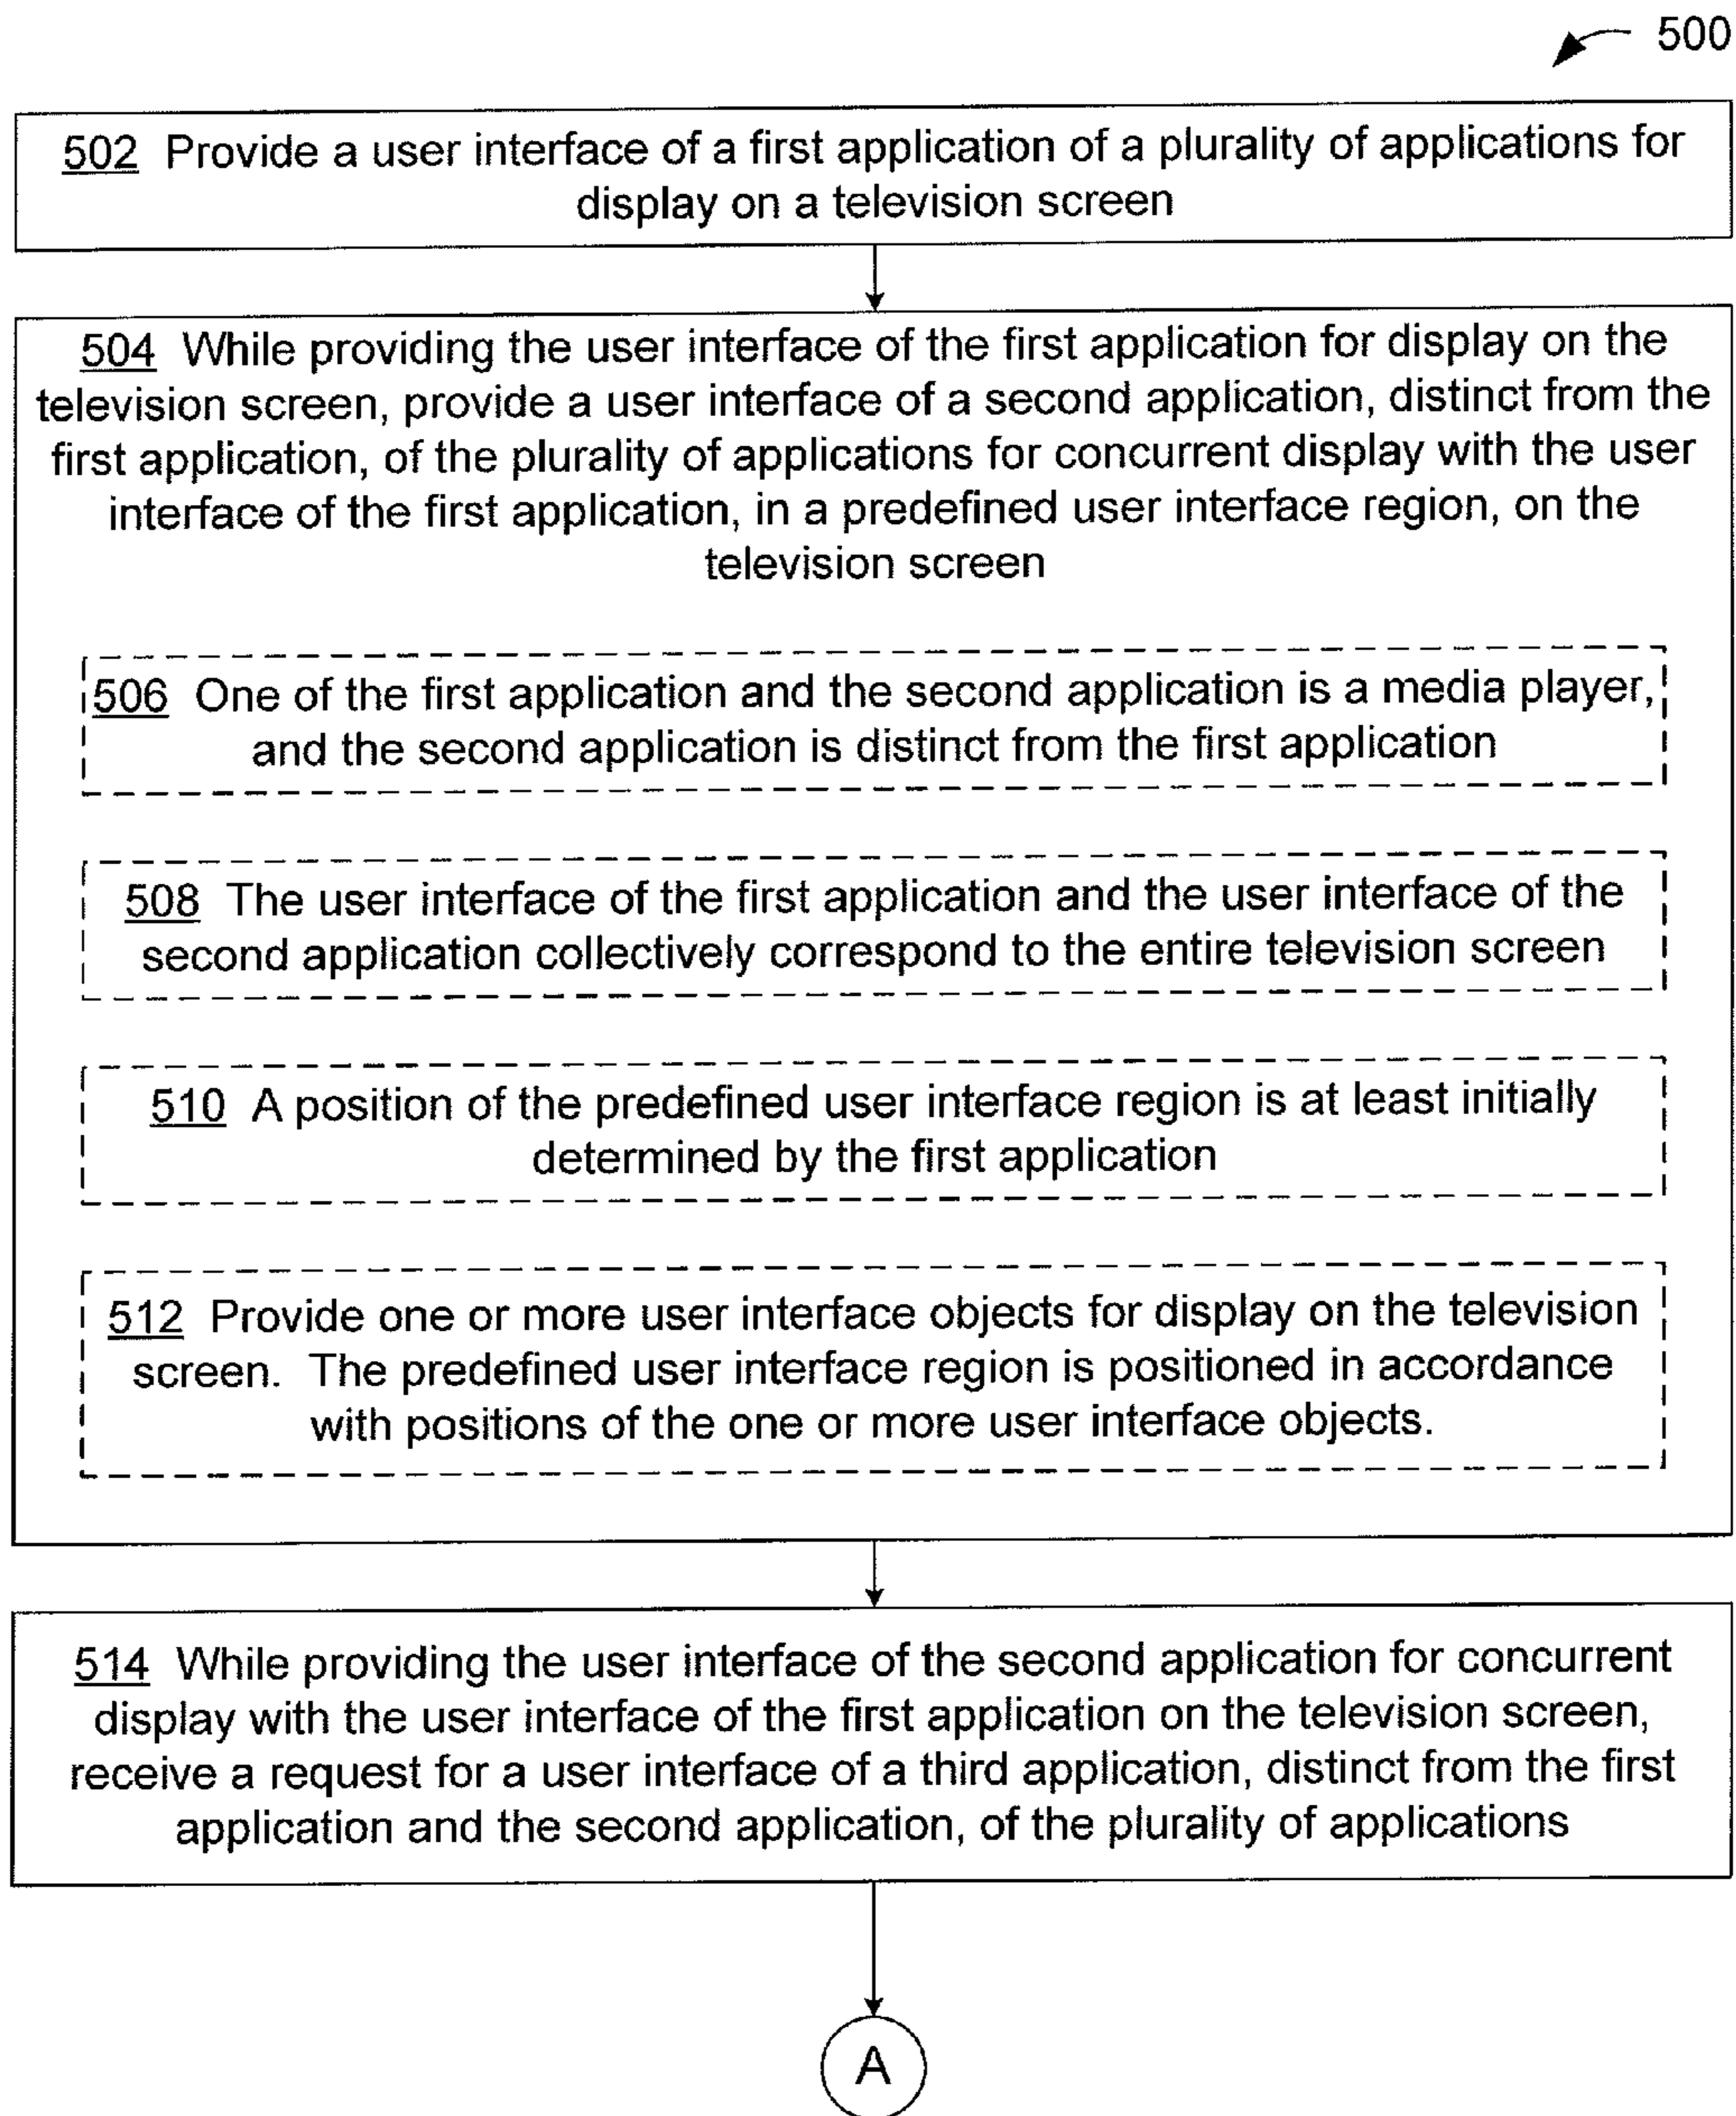 500
502 Provide a user interface of a first application of a plurality of applications for
display on a television screen
504 While providing the user interface of the first application for display on the
television screen, provide a user interface of a second application, distinct from the
first application, of the plurality of applications for concurrent display with the user
interface of the first application, in a predefined user interface region, on the
television screen
506 One of the first application and the second application is a media player,
and the second application is distinct from the first application
508 The user interface of the first application and the user interface of the
second application collectively correspond to the entire television screen
510 A position of the predefined user interface region is at least initially
determined by the first application
512 Provide one or more user interface objects for display on the television
screen. The predefined user interface region is positioned in accordance
with positions of the one or more user interface objects.
514 While providing the user interface of the second application for concurrent
display with the user interface of the first application on the television screen,
receive a request for a user interface of a third application, distinct from the first
application and the second application, of the plurality of applications
A